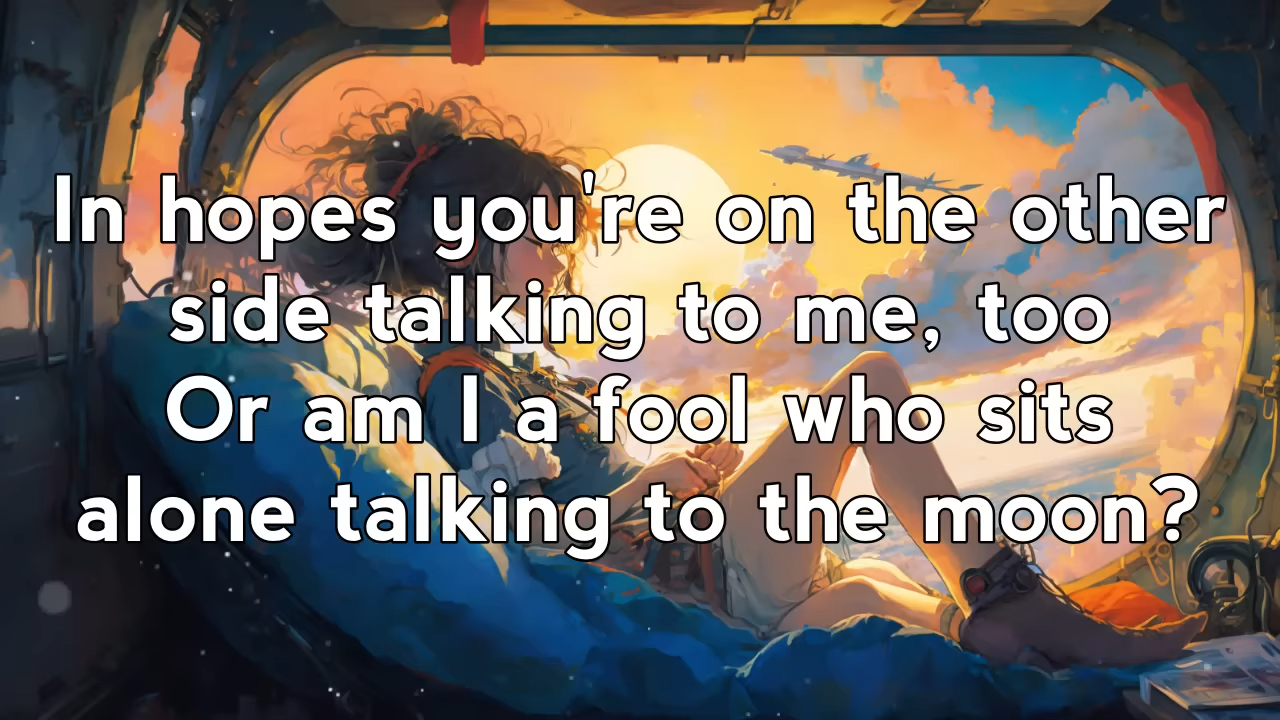 In hopes you're on the other
side talking to me, too
Or am I a fool who sits
alone talking to the moon?